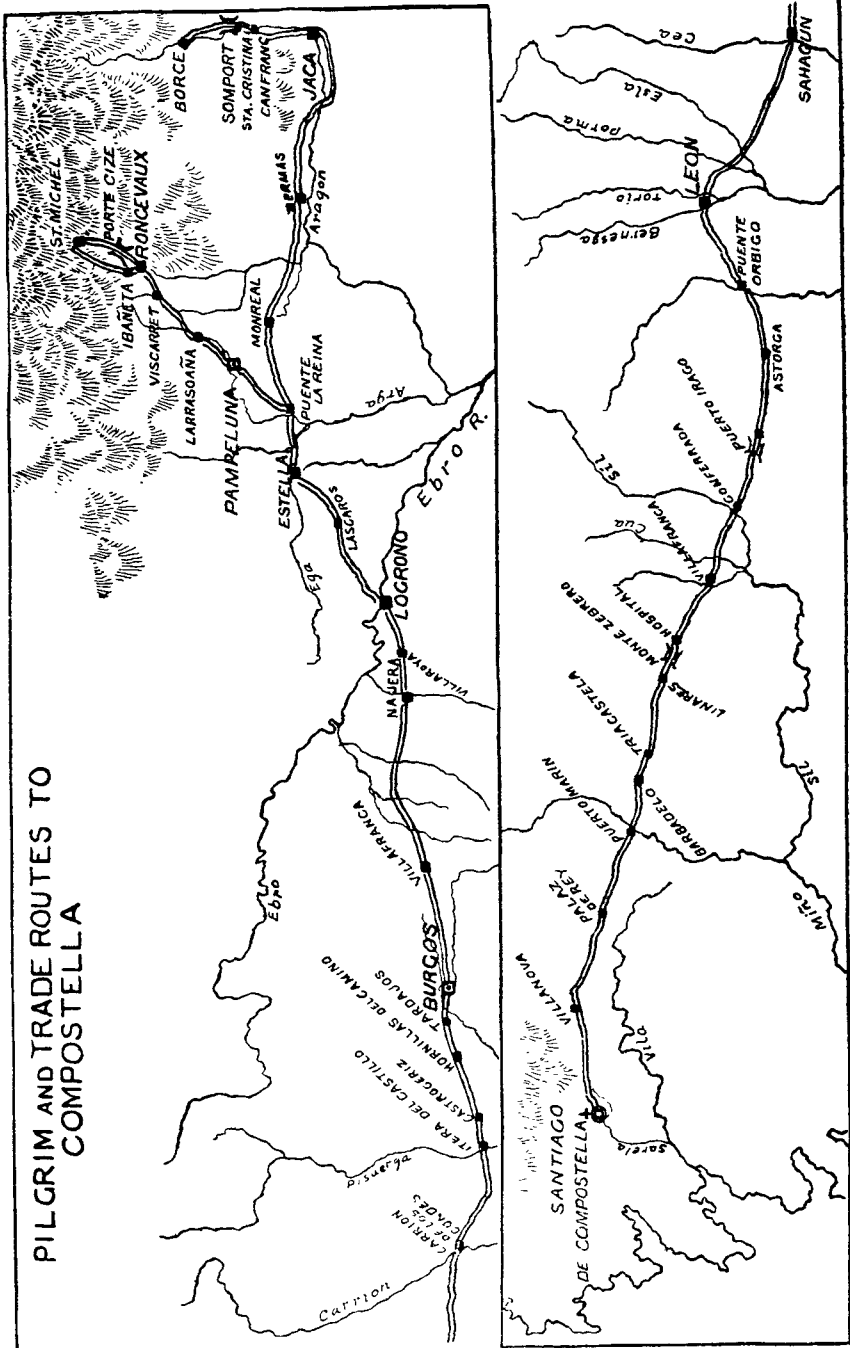 PILGRIM AND TRADE ROUTES TO
COMPOSTELLA
BORCE
SOMPORT
STA. CRISTINA
CANFRANC
JACA
ST. MICHEL
PORTE CIZE
RONCEVAUX
IBAÑETA
VISCARRET
LARRASOAÑA
PAMPELUNA
Aragon
MONREAL
PUENTE
LA REINA
Arga
ESTELLA
Ega
LASCAROS
Ebro R.
LOGRONO
VILLAROYA
NAJERA
Ebro
VILLAFRANCA
BURGOS
TARDAJOS
HORNILLAS DEL CAMINO
CASTROGERIZ
ITERA DEL CASTILLO
Pisuerga
CARRION
DE LOS
CONDES
Carrion
SAHAGUN
Cea
Esla
Porma
LEON
Torio
Bernesga
PUENTE
ORBIGO
ASTORGA
PUERTO IRAGO
Sil
Cua
VILLAFRANCA
HOSPITAL
MONTE ZEBRERO
LINARES
TRIACASTELA
BARBADELO
PUERTO MARIN
Sil
Miño
PALAZ
DE REY
VILLANOVA
SANTIAGO
DE COMPOSTELLA
Sarela